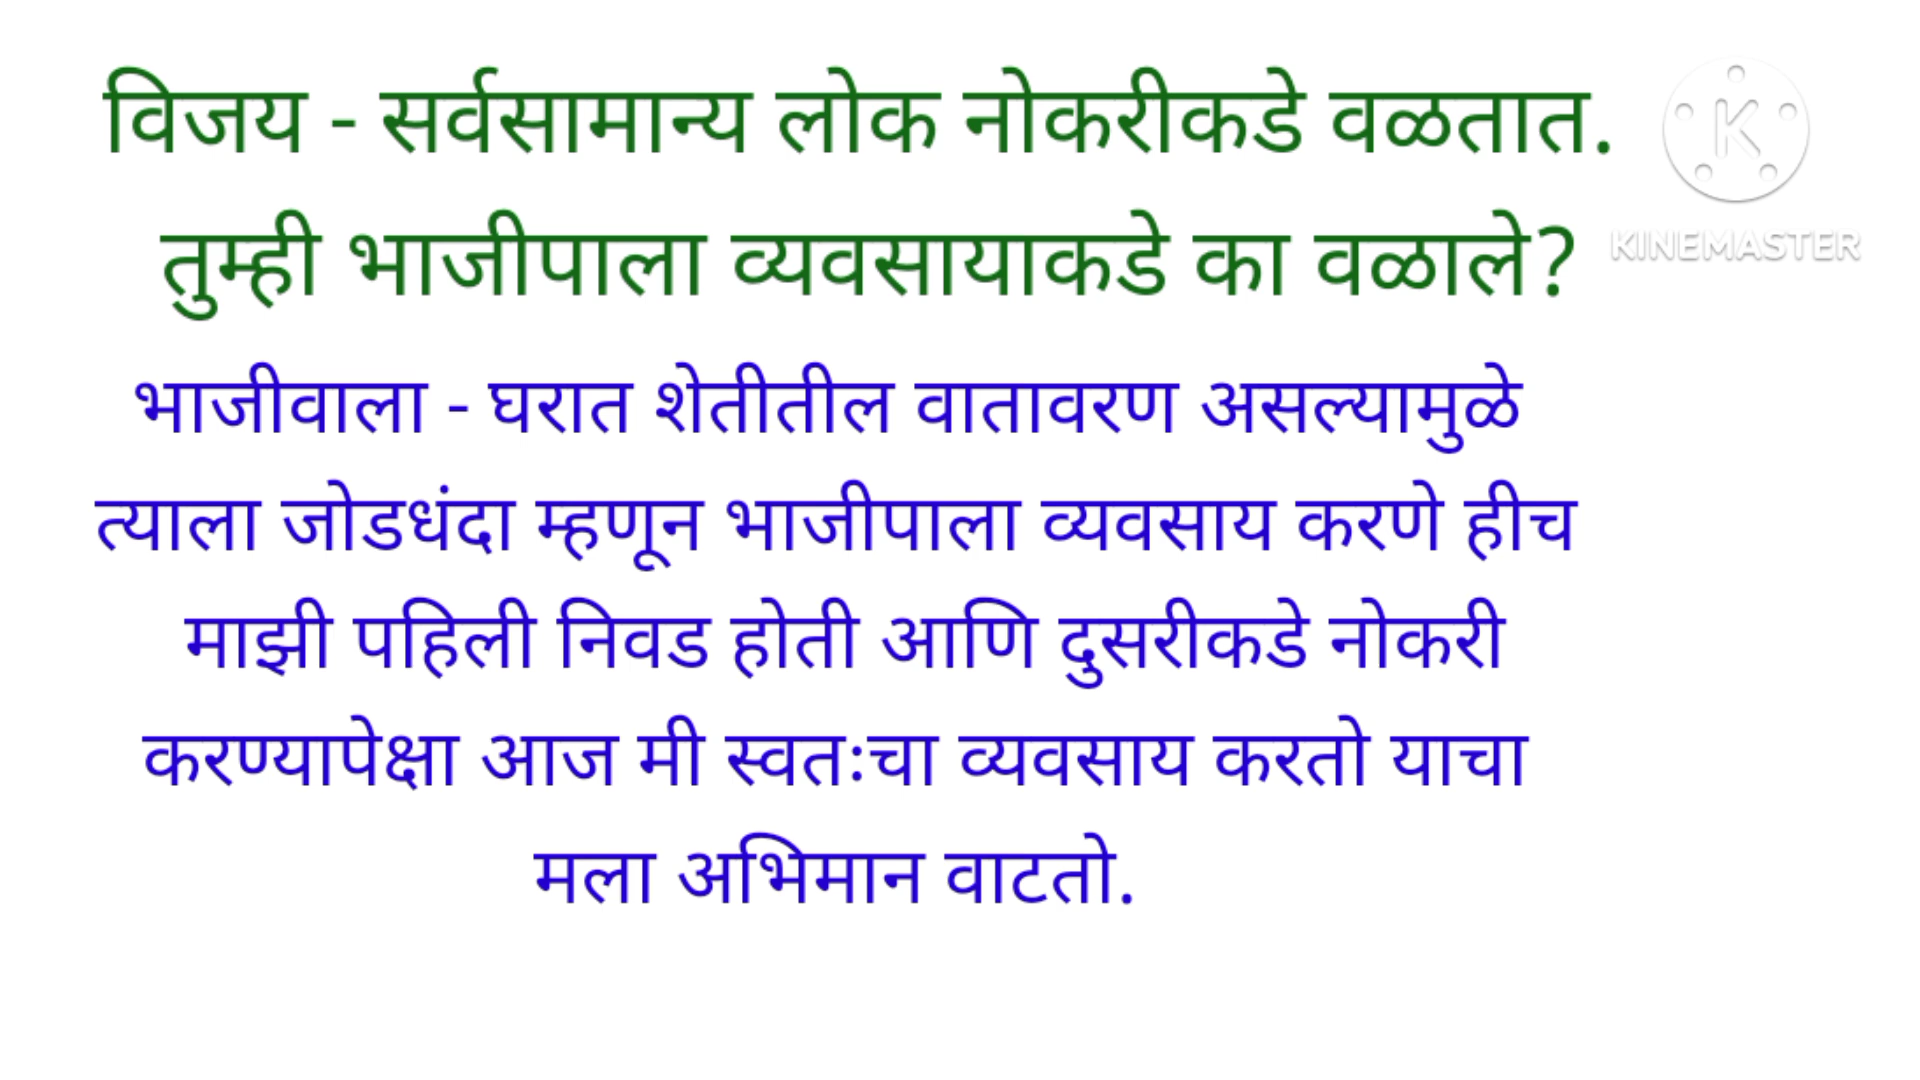 विजय - सर्वसामान्य लोक नोकरीकडे वळतात.
तुम्ही भाजीपाला व्यवसायाकडे का वळाले?
KINEMASTER
भाजीवाला - घरात शेतीतील वातावरण असल्यामुळे
त्याला जोडधंदा म्हणून भाजीपाला व्यवसाय करणे हीच
माझी पहिली निवड होती आणि दुसरीकडे नोकरी
करण्यापेक्षा आज मी स्वतःचा व्यवसाय करतो याचा
मला अभिमान वाटतो.